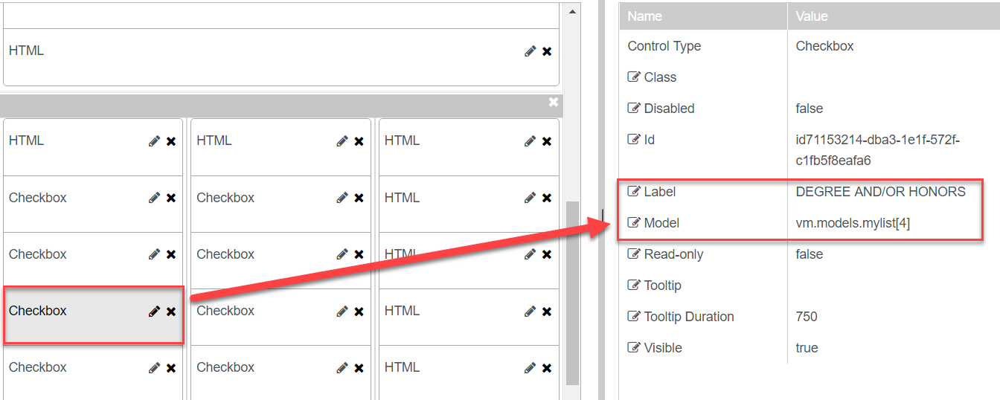 HTML
HTML HTML HTML
Checkbox Checkbox HTML
Checkbox Checkbox HTML
Checkbox Checkbox HTML
Checkbox Checkbox HTML
Name Value
Control Type Checkbox
Class
Disabled false
Id id71153214-dba3-1e1f-572f-
c1fb5f8eafa6
Label DEGREE AND/OR HONORS
Model vm.models.mylist[4]
Read-only false
Tooltip
Tooltip Duration 750
Visible true